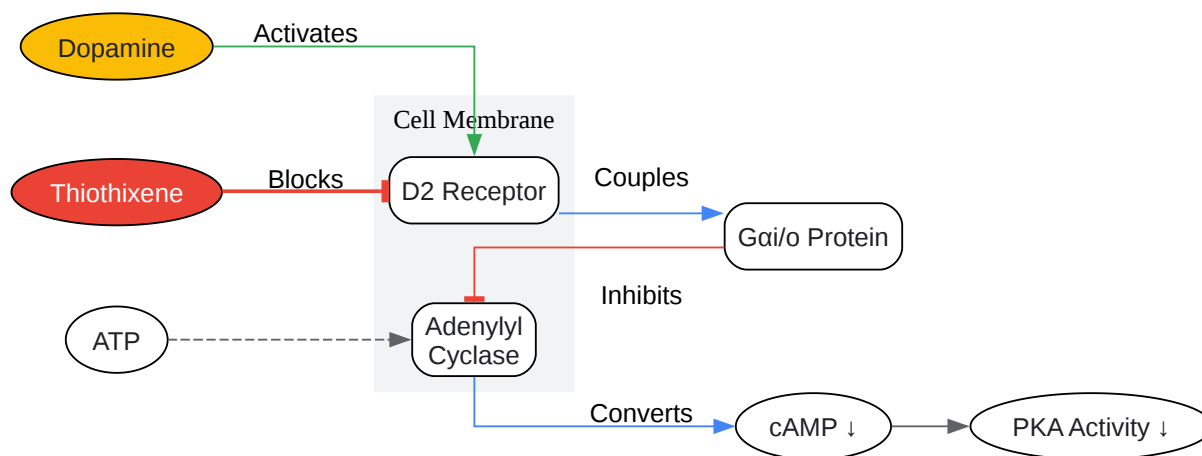 Dopamine
Activates
Cell Membrane
Thiothixene
Blocks
D2 Receptor
Couples
Gαi/o Protein
Inhibits
ATP
Adenylyl
Cyclase
Converts
cAMP ↓
PKA Activity ↓